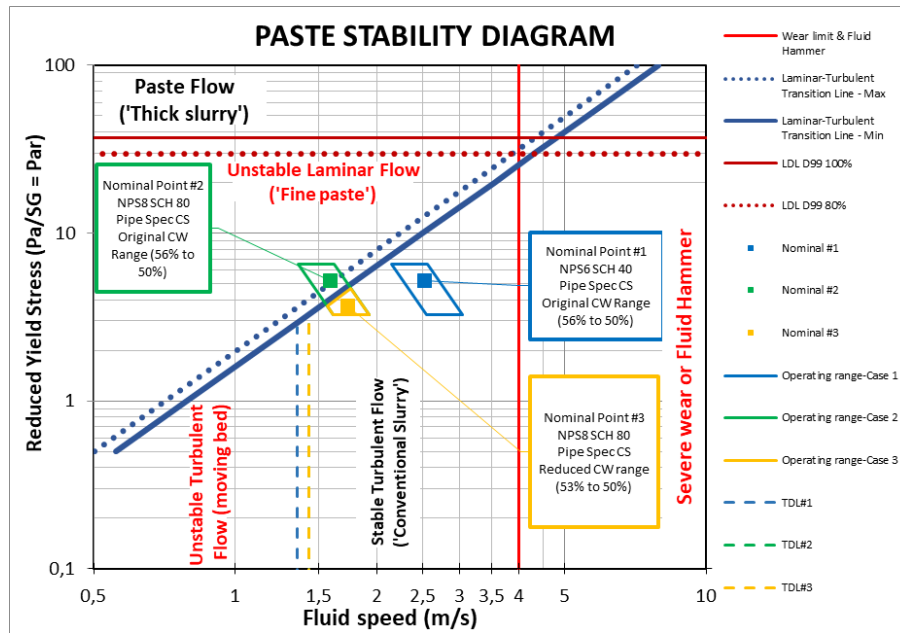 PASTE STABILITY DIAGRAM
Reduced Yield Stress (Pa/SG = Par)
100
10
1
0,1
0,5
1
1,5
2
2,5
3
3,5
4
5
10
Fluid speed (m/s)
Paste Flow
('Thick slurry')
Unstable Laminar Flow
('Fine paste')
Nominal Point #2
NPS8 SCH 80
Pipe Spec CS
Original CW
Range (56% to
50%)
Nominal Point #1
NPS6 SCH 40
Pipe Spec CS
Original CW Range
(56% to 50%)
Nominal Point #3
NPS8 SCH 80
Pipe Spec CS
Reduced CW range
(53% to 50%)
Unstable Turbulent
Flow (moving bed)
Stable Turbulent Flow
('Conventional Slurry')
Severe wear or Fluid Hammer
Wear limit & Fluid
Hammer
Laminar-Turbulent
Transition Line - Max
Laminar-Turbulent
Transition Line - Min
LDL D99 100%
LDL D99 80%
Nominal #1
Nominal #2
Nominal #3
Operating range-Case 1
Operating range-Case 2
Operating range-Case 3
TDL#1
TDL#2
TDL#3